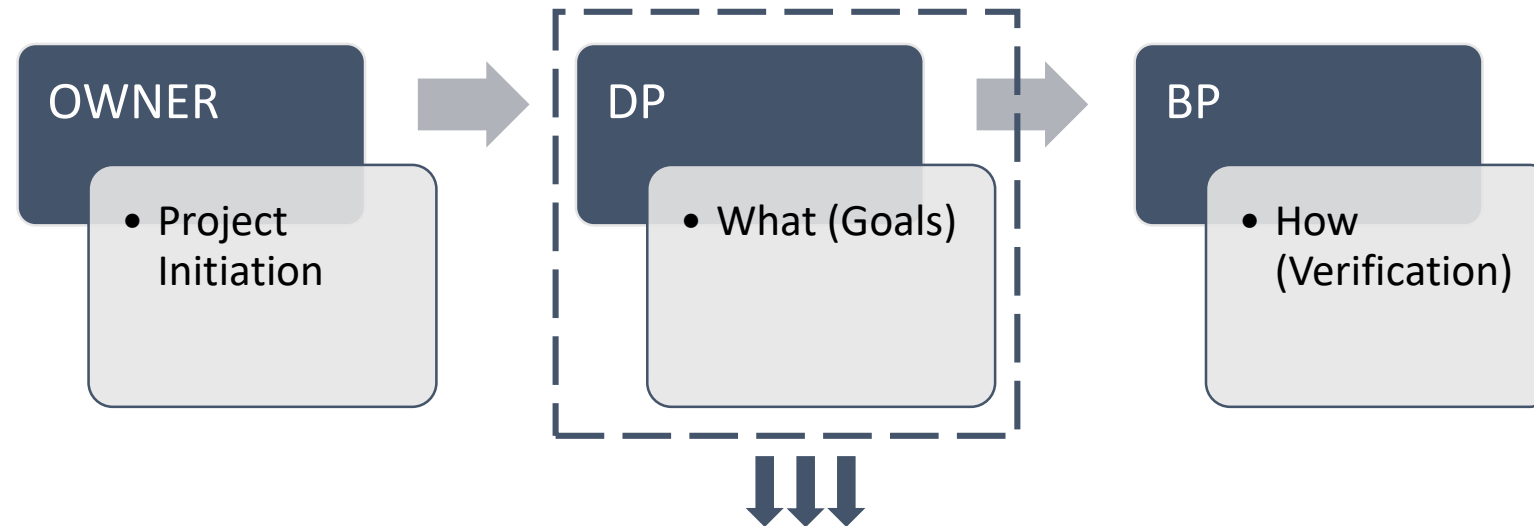 OWNER
• Project
Initiation
DP
• What (Goals)
BP
• How
(Verification)